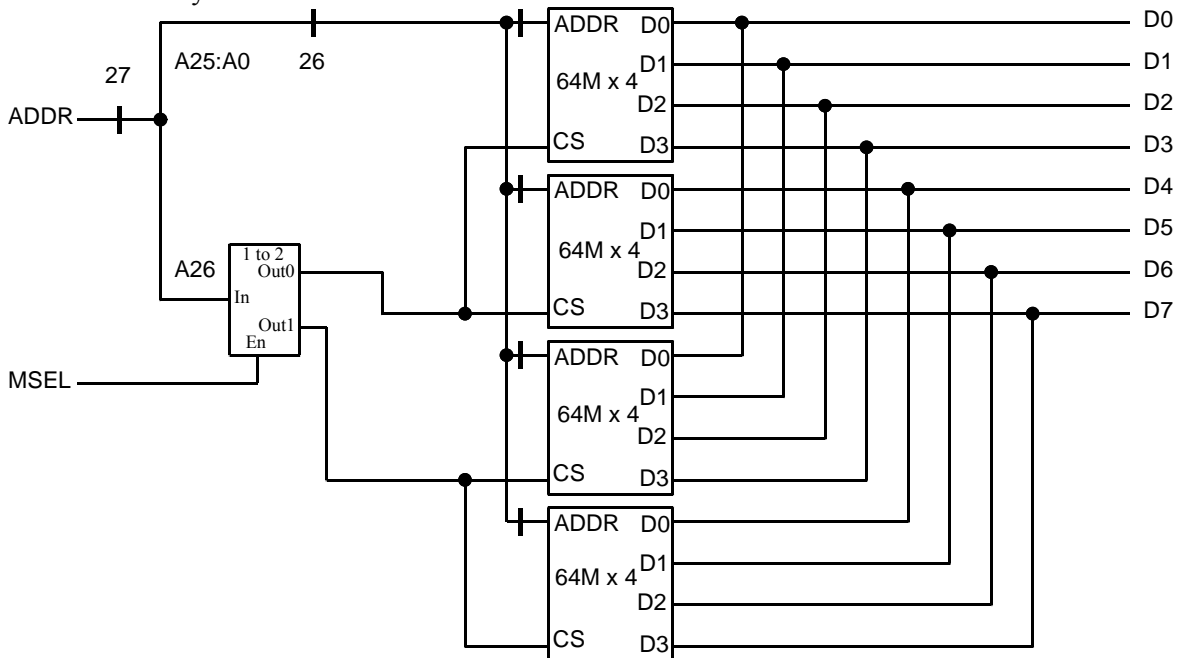 ADDR
27
A25:A0
26
A26
1 to 2
Out0
In
Out1
En
MSEL
ADDR D0
D1
64M x 4
D2
CS D3
ADDR D0
D1
64M x 4
D2
CS D3
ADDR D0
D1
64M x 4
D2
CS D3
ADDR D0
D1
64M x 4
D2
CS D3
D0
D1
D2
D3
D4
D5
D6
D7